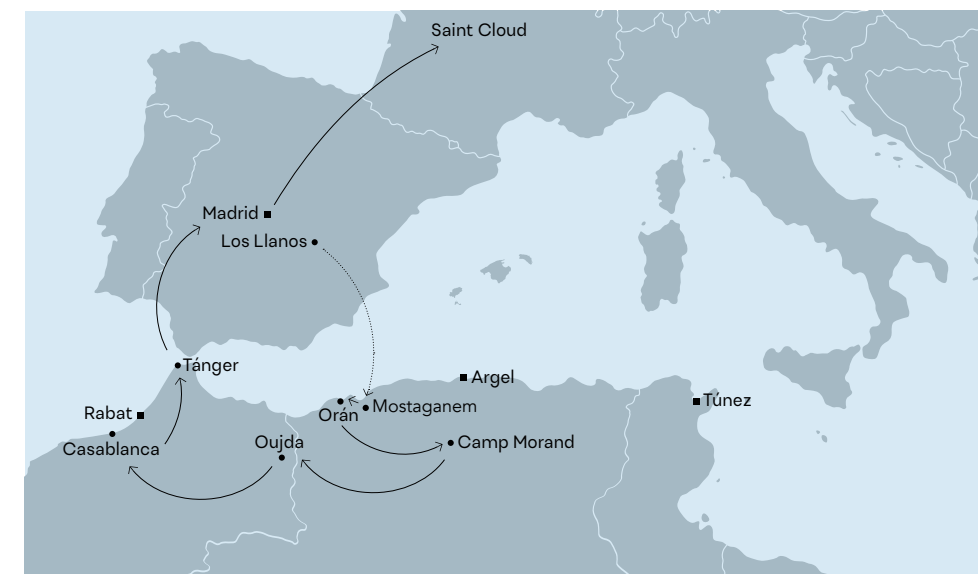 Saint Cloud
Madrid
Los Llanos
Tánger
Argel
Túnez
Rabat
Orán
Mostaganem
Casablanca
Oujda
Camp Morand